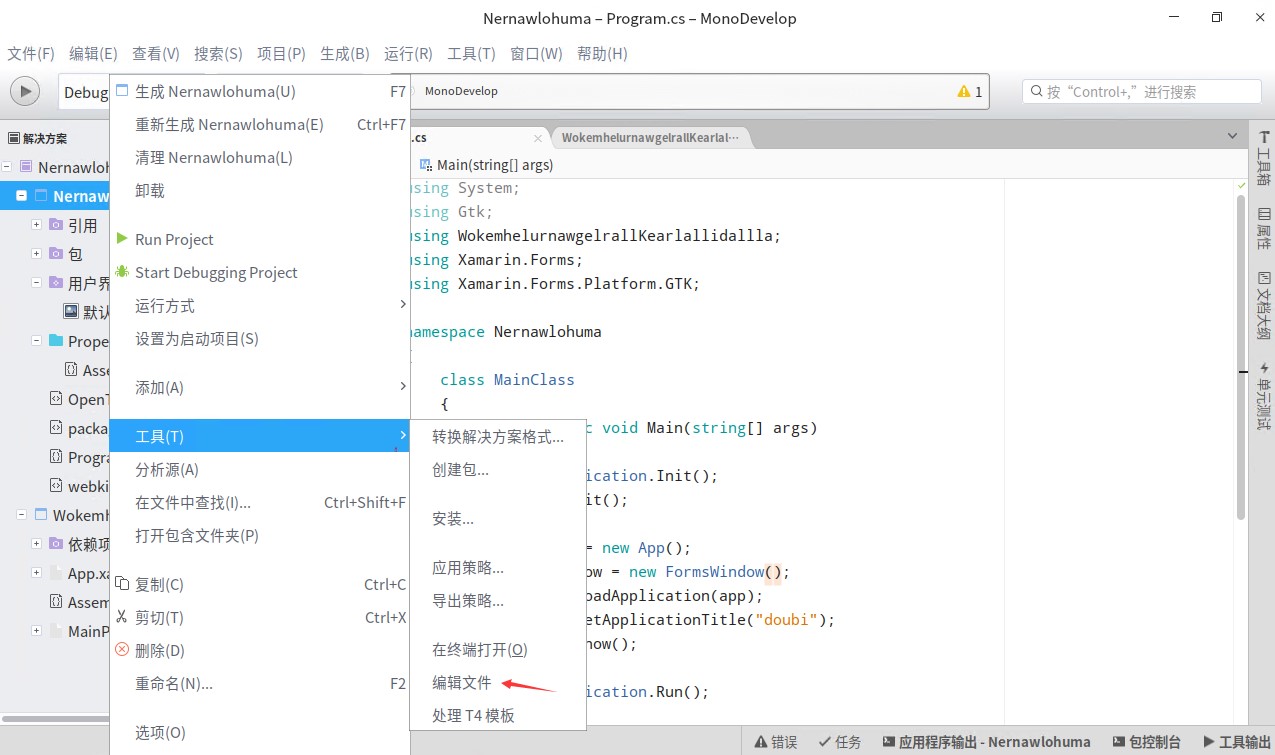 Nernawlohuma – Program.cs – MonoDevelop
文件(F) 编辑(E) 查看(V) 搜索(S) 项目(P) 生成(B) 运行(R) 工具(T) 窗口(W) 帮助(H)
Debug
MonoDevelop
1
按“Control+,”进行搜索
解决方案
Nernawloh
Nernaw
引用
包
用户界
默认
Prope
Asse
OpenT
packa
Progra
webki
Wokemh
依赖项
App.xa
Assem
MainP
生成 Nernawlohuma(U) F7
重新生成 Nernawlohuma(E) Ctrl+F7
清理 Nernawlohuma(L)
卸载
Run Project
Start Debugging Project
运行方式
设置为启动项目(S)
添加(A)
工具(T)
分析源(A)
在文件中查找(I)... Ctrl+Shift+F
打开包含文件夹(P)
复制(C) Ctrl+C
剪切(T) Ctrl+X
删除(D)
重命名(N)... F2
选项(O)
转换解决方案格式...
创建包...
安装...
应用策略...
导出策略...
在终端打开(O)
编辑文件
处理 T4 模板
.cs
WokemhelurnawgelrallKearlal···
Main(string[] args)
using System;
using Gtk;
using WokemhelurnawgelrallKearlallidallla;
using Xamarin.Forms;
using Xamarin.Forms.Platform.GTK;
namespace Nernawlohuma
{
class MainClass
{
c void Main(string[] args)
ication.Init();
it();
= new App();
ow = new FormsWindow();
oadApplication(app);
etApplicationTitle("doubi");
how();
ication.Run();
工具箱
属性
文档大纲
单元测试
错误 任务 应用程序输出 - Nernawlohuma 包控制台 工具输出